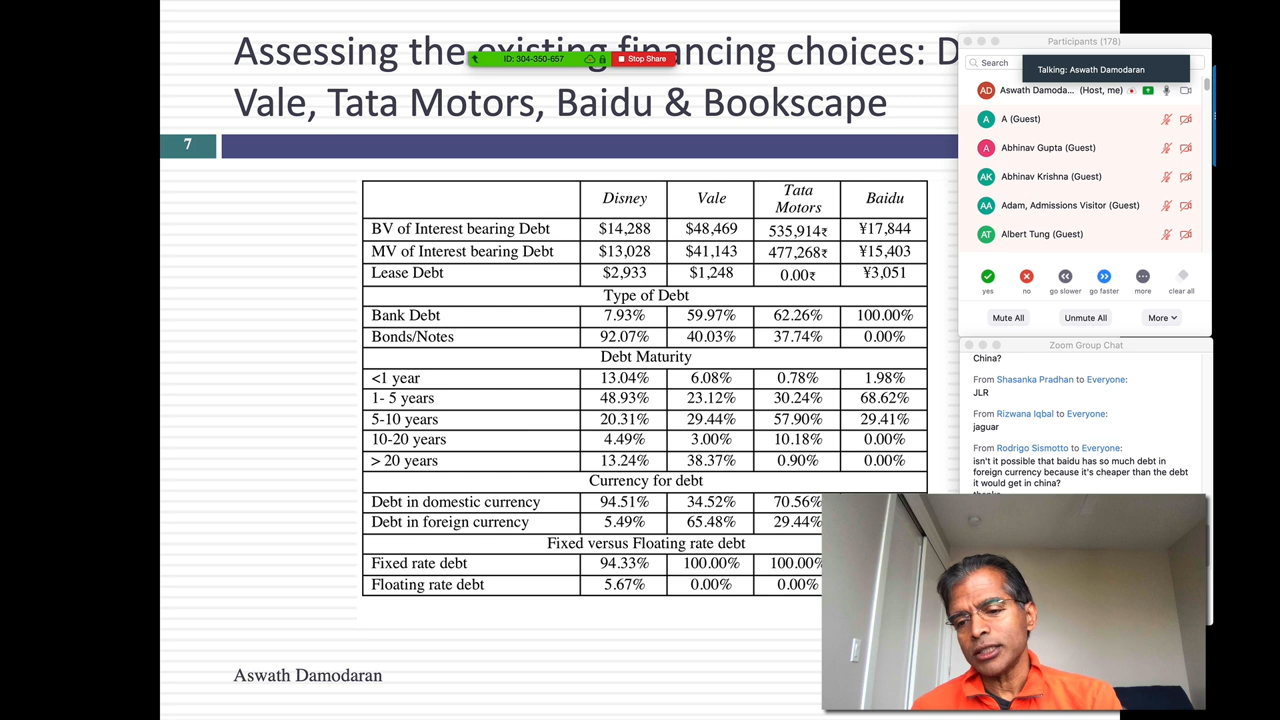 Assessing the existing financing choices: D
Vale, Tata Motors, Baidu & Bookscape
ID: 304-350-657 Stop Share
7
Disney Vale Tata Motors Baidu
BV of Interest bearing Debt $14,288 $48,469 535,914₹ ¥17,844
MV of Interest bearing Debt $13,028 $41,143 477,268₹ ¥15,403
Lease Debt $2,933 $1,248 0.00₹ ¥3,051
Type of Debt
Bank Debt 7.93% 59.97% 62.26% 100.00%
Bonds/Notes 92.07% 40.03% 37.74% 0.00%
Debt Maturity
<1 year 13.04% 6.08% 0.78% 1.98%
1- 5 years 48.93% 23.12% 30.24% 68.62%
5-10 years 20.31% 29.44% 57.90% 29.41%
10-20 years 4.49% 3.00% 10.18% 0.00%
> 20 years 13.24% 38.37% 0.90% 0.00%
Currency for debt
Debt in domestic currency 94.51% 34.52% 70.56%
Debt in foreign currency 5.49% 65.48% 29.44%
Fixed versus Floating rate debt
Fixed rate debt 94.33% 100.00% 100.00%
Floating rate debt 5.67% 0.00% 0.00%
Aswath Damodaran
Participants (178)
Search
Talking: Aswath Damodaran
AD Aswath Damoda... (Host, me)
A A (Guest)
A Abhinav Gupta (Guest)
AK Abhinav Krishna (Guest)
AA Adam, Admissions Visitor (Guest)
AT Albert Tung (Guest)
yes no go slower go faster more clear all
Mute All Unmute All More
Zoom Group Chat
China?
From Shasanka Pradhan to Everyone:
JLR
From Rizwana Iqbal to Everyone:
jaguar
From Rodrigo Sismotto to Everyone:
isn't it possible that baidu has so much debt in
foreign currency because it's cheaper than the debt
it would get in china?